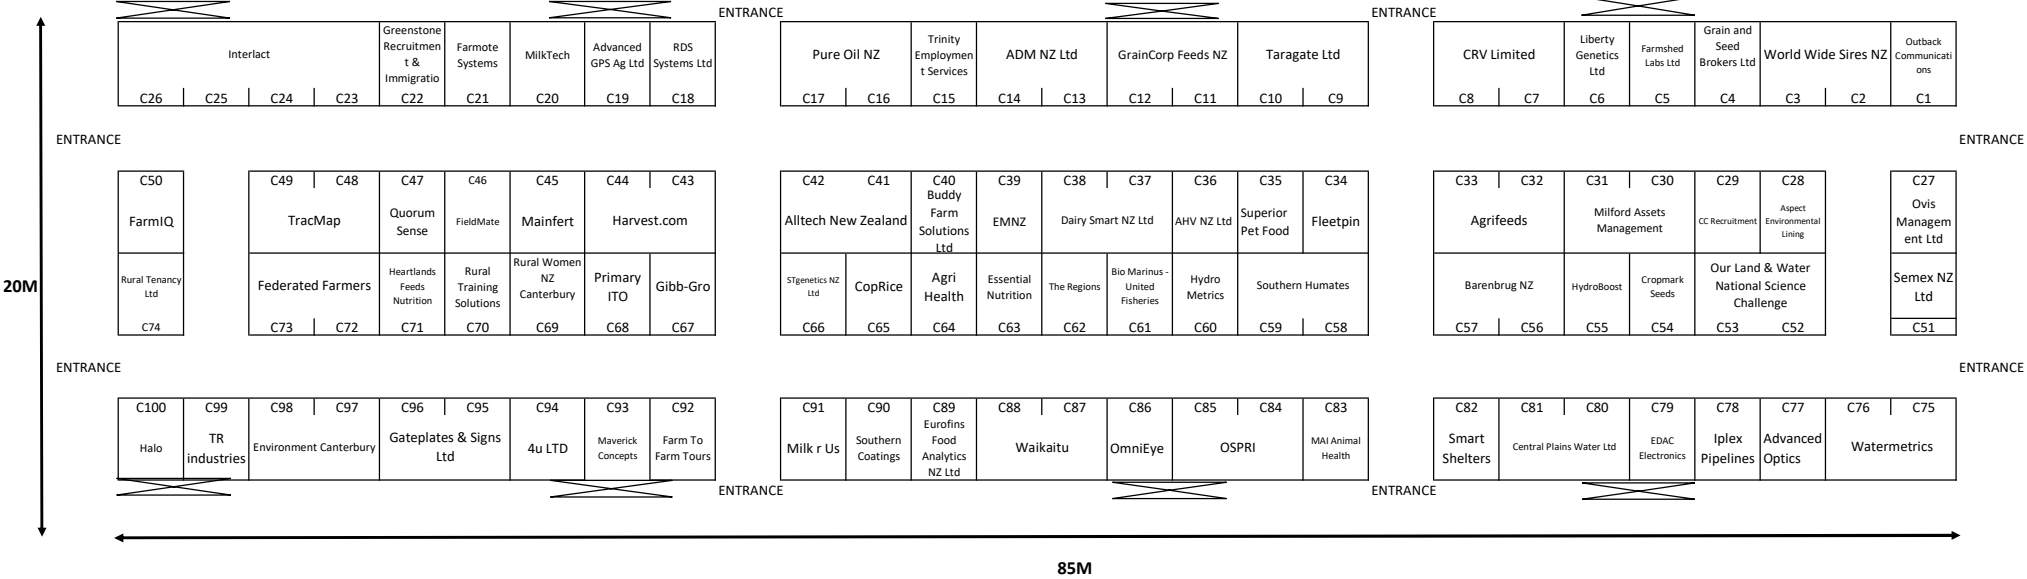 ENTRANCE
ENTRANCE
Interlact
Greenstone
Recruitmen
t &
Immigratio
Farmote
Systems
MilkTech
Advanced
GPS Ag Ltd
RDS
Systems Ltd
Pure Oil NZ
Trinity
Employmen
t Services
ADM NZ Ltd
GrainCorp Feeds NZ
Taragate Ltd
CRV Limited
Liberty
Genetics
Ltd
Farmshed
Labs Ltd
Grain and
Seed
Brokers Ltd
World Wide Sires NZ
Outback
Communicati
ons
C26 C25 C24 C23 C22 C21 C20 C19 C18 C17 C16 C15 C14 C13 C12 C11 C10 C9 C8 C7 C6 C5 C4 C3 C2 C1
ENTRANCE
ENTRANCE
C50 C49 C48 C47 C46 C45 C44 C43 C42 C41 C40 C39 C38 C37 C36 C35 C34 C33 C32 C31 C30 C29 C28 C27
FarmIQ
TracMap
Quorum
Sense
FieldMate
Mainfert
Harvest.com
Alltech New Zealand
Buddy
Farm
Solutions
Ltd
EMNZ
Dairy Smart NZ Ltd
AHV NZ Ltd
Superior
Pet Food
Fleetpin
Agrifeeds
Milford Assets
Management
CC Recruitment
Aspect
Environmental
Lining
Ovis
Managem
ent Ltd
20M
Rural Tenancy
Ltd
Federated Farmers
Heartlands
Feeds
Nutrition
Rural
Training
Solutions
Rural Women
NZ
Canterbury
Primary
ITO
Gibb-Gro
STgenetics NZ
Ltd
CopRice
Agri
Health
Essential
Nutrition
The Regions
Bio Marinus -
United
Fisheries
Hydro
Metrics
Southern Humates
Barenbrug NZ
HydroBoost
Cropmark
Seeds
Our Land & Water
National Science
Challenge
Semex NZ
Ltd
C74 C73 C72 C71 C70 C69 C68 C67 C66 C65 C64 C63 C62 C61 C60 C59 C58 C57 C56 C55 C54 C53 C52 C51
ENTRANCE
ENTRANCE
C100 C99 C98 C97 C96 C95 C94 C93 C92 C91 C90 C89 C88 C87 C86 C85 C84 C83 C82 C81 C80 C79 C78 C77 C76 C75
Halo
TR
industries
Environment Canterbury
Gateplates & Signs
Ltd
4u LTD
Maverick
Concepts
Farm To
Farm Tours
Milk r Us
Southern
Coatings
Eurofins
Food
Analytics
NZ Ltd
Waikaitu
OmniEye
OSPRI
MAI Animal
Health
Smart
Shelters
Central Plains Water Ltd
EDAC
Electronics
Iplex
Pipelines
Advanced
Optics
Watermetrics
ENTRANCE
ENTRANCE
85M